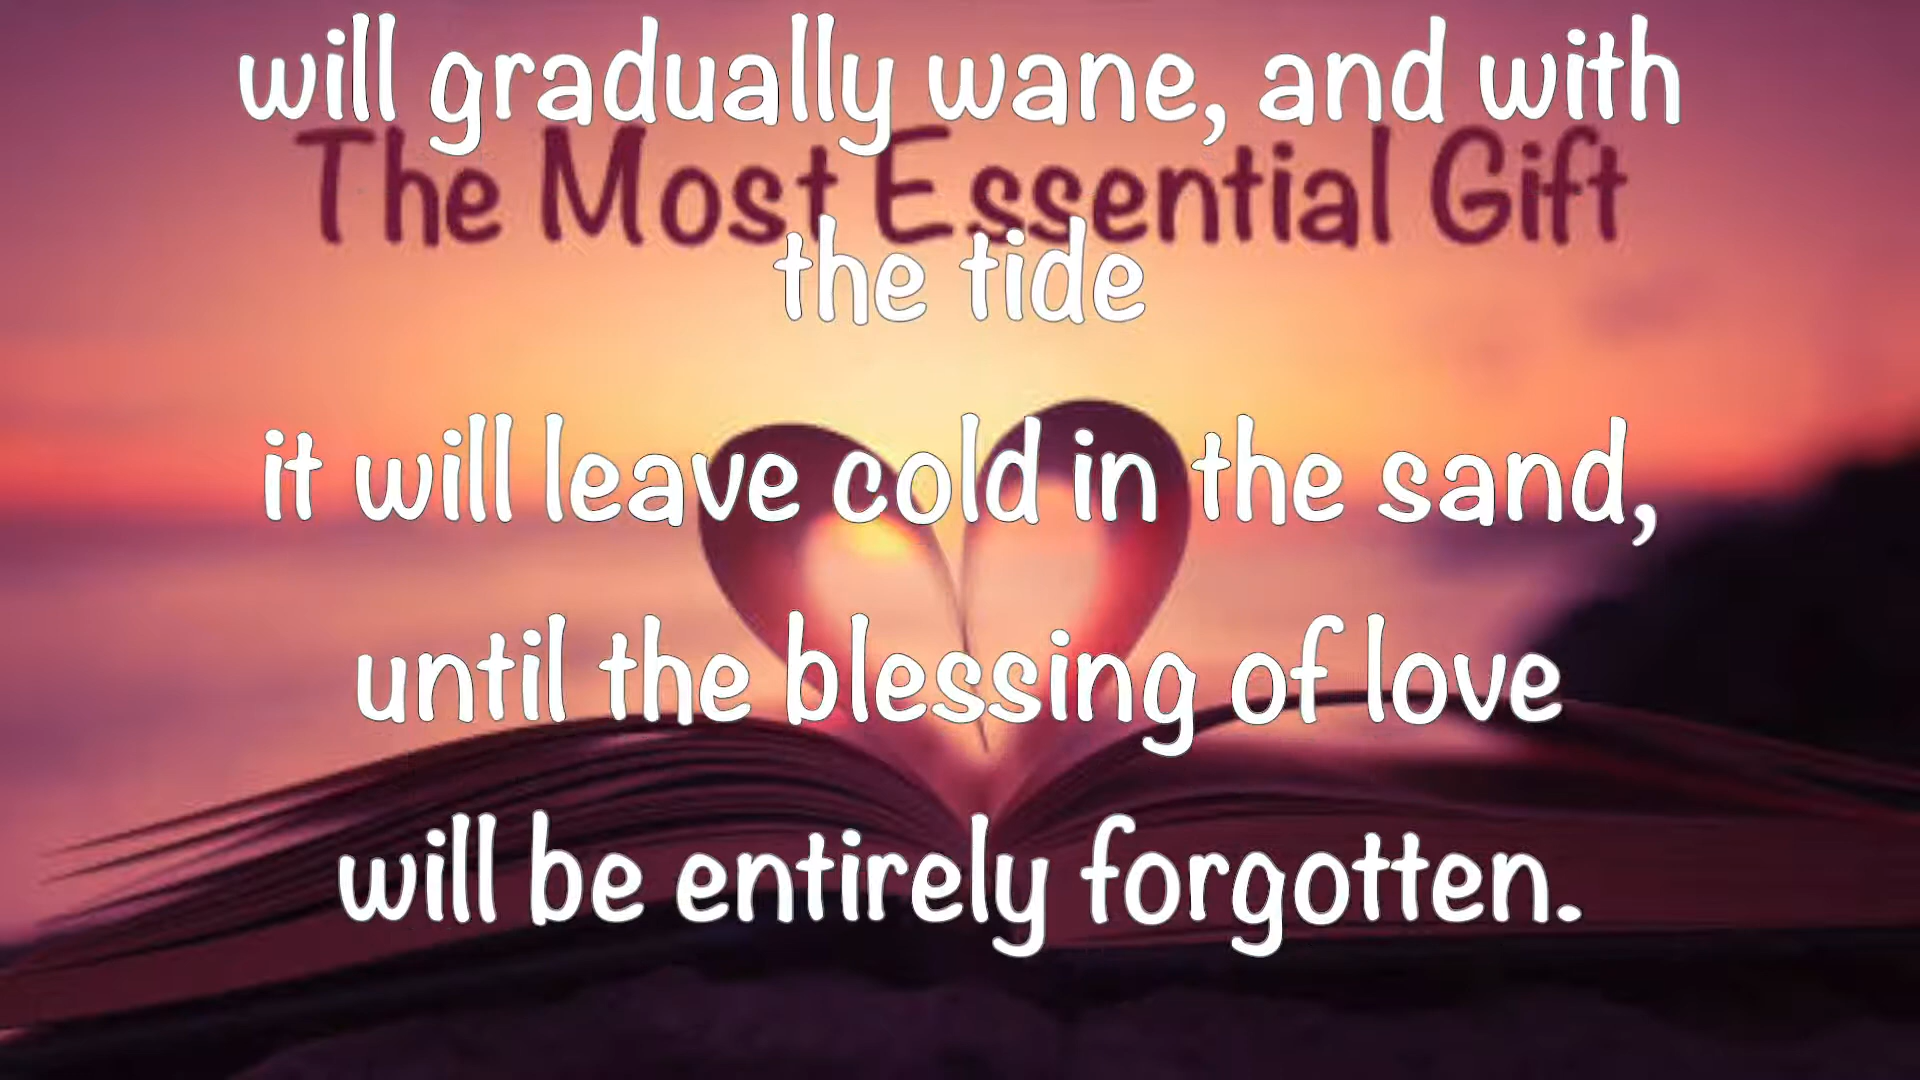 will gradually wane, and with
The Most Essential Gift
the tide
it will leave cold in the sand,
until the blessing of love
will be entirely forgotten.